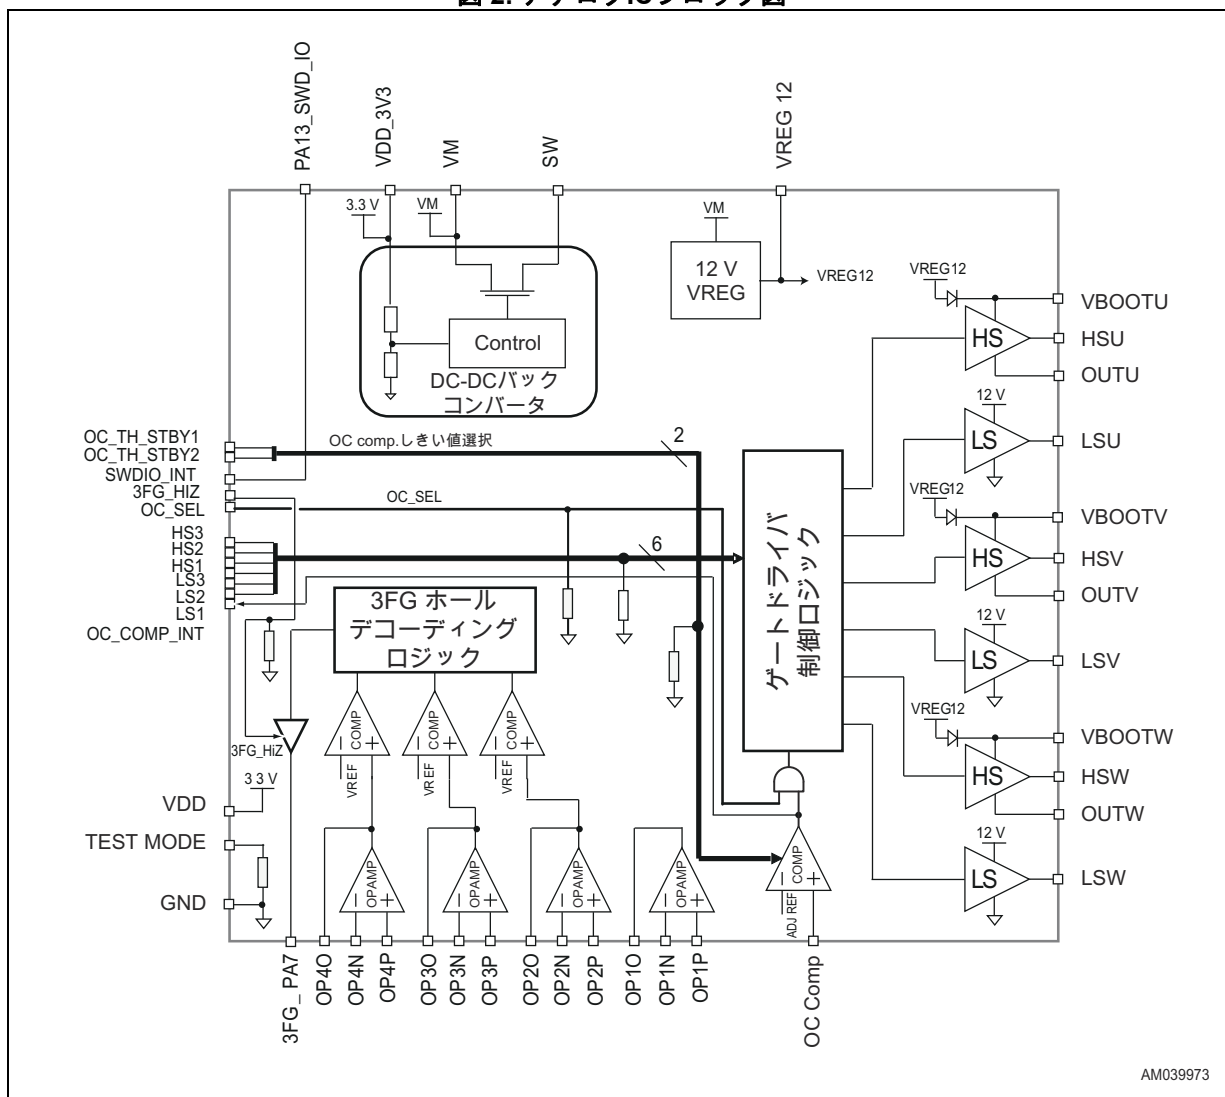 PA13_SWD_IO
VDD_3V3
VM
SW
VREG 12
3.3 V
VM
VM
12 V
VREG
VREG12
Control
DC-DCバック
コンバータ
VREG12
HS
VBOOTU
HSU
OUTU
12 V
LS
LSU
OC_TH_STBY1
OC_TH_STBY2
SWDIO_INT
3FG_HIZ
OC_SEL
HS3
HS2
HS1
LS3
LS2
LS1
OC_COMP_INT
OC comp.しきい値選択
2
OC_SEL
6
ゲートドライバ
制御ロジック
VREG12
HS
VBOOTV
HSV
OUTV
12 V
LS
LSV
3FG ホール
デコーディング
ロジック
COMP
COMP
COMP
VREF
VREF
VREF
3FG_HiZ
VREG12
HS
VBOOTW
HSW
OUTW
12 V
LS
LSW
3 3 V
VDD
TEST MODE
GND
OPAMP
OPAMP
OPAMP
OPAMP
COMP
ADJ REF
3FG_ PA7
OP4O
OP4N
OP4P
OP3O
OP3N
OP3P
OP2O
OP2N
OP2P
OP1O
OP1N
OP1P
OC Comp
AM039973